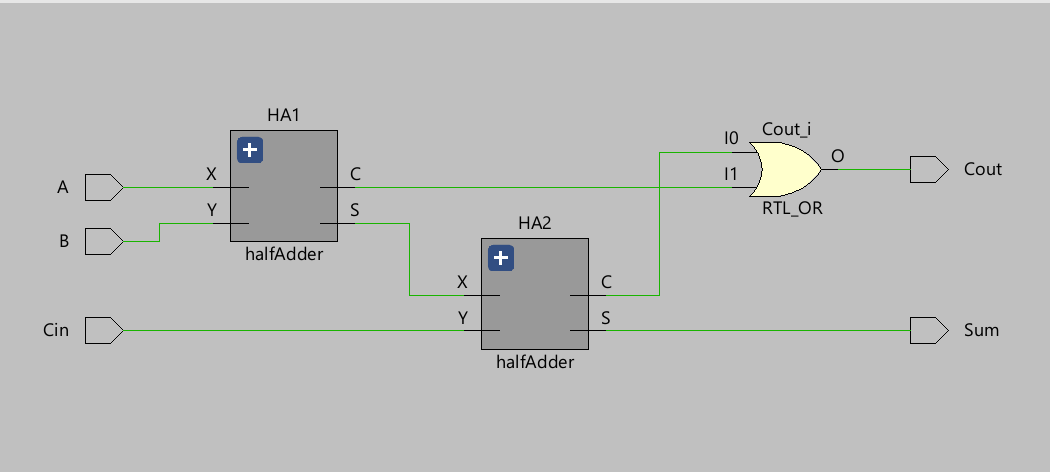 HA1
Cout_i
I0
O
A
X
C
I1
Cout
Y
S
RTL_OR
B
halfAdder
HA2
X
C
Cin
Y
S
Sum
halfAdder